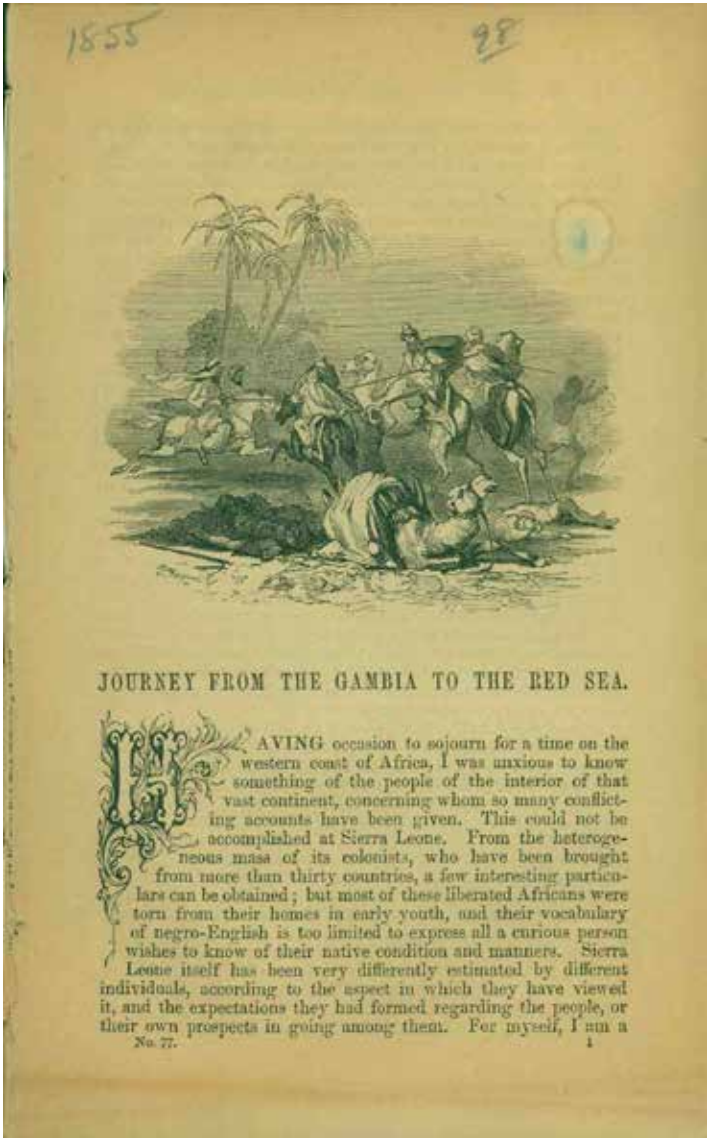 1855
98
JOURNEY FROM THE GAMBIA TO THE RED SEA.
HAVING occasion to sojourn for a time on the
western coast of Africa, I was anxious to know
something of the people of the interior of that
vast continent, concerning whom so many conflict-
ing accounts have been given. This could not be
accomplished at Sierra Leone. From the heteroge-
neous mass of its colonists, who have been brought
from more than thirty countries, a few interesting particu-
lars can be obtained; but most of these liberated Africans were
torn from their homes in early youth, and their vocabulary
of negro-English is too limited to express all a curious person
wishes to know of their native condition and manners. Sierra
Leone itself has been very differently estimated by different
individuals, according to the aspect in which they have viewed
it, and the expectations they had formed regarding the people, or
their own prospects in going among them. For myself, I am a
No. 77. 1